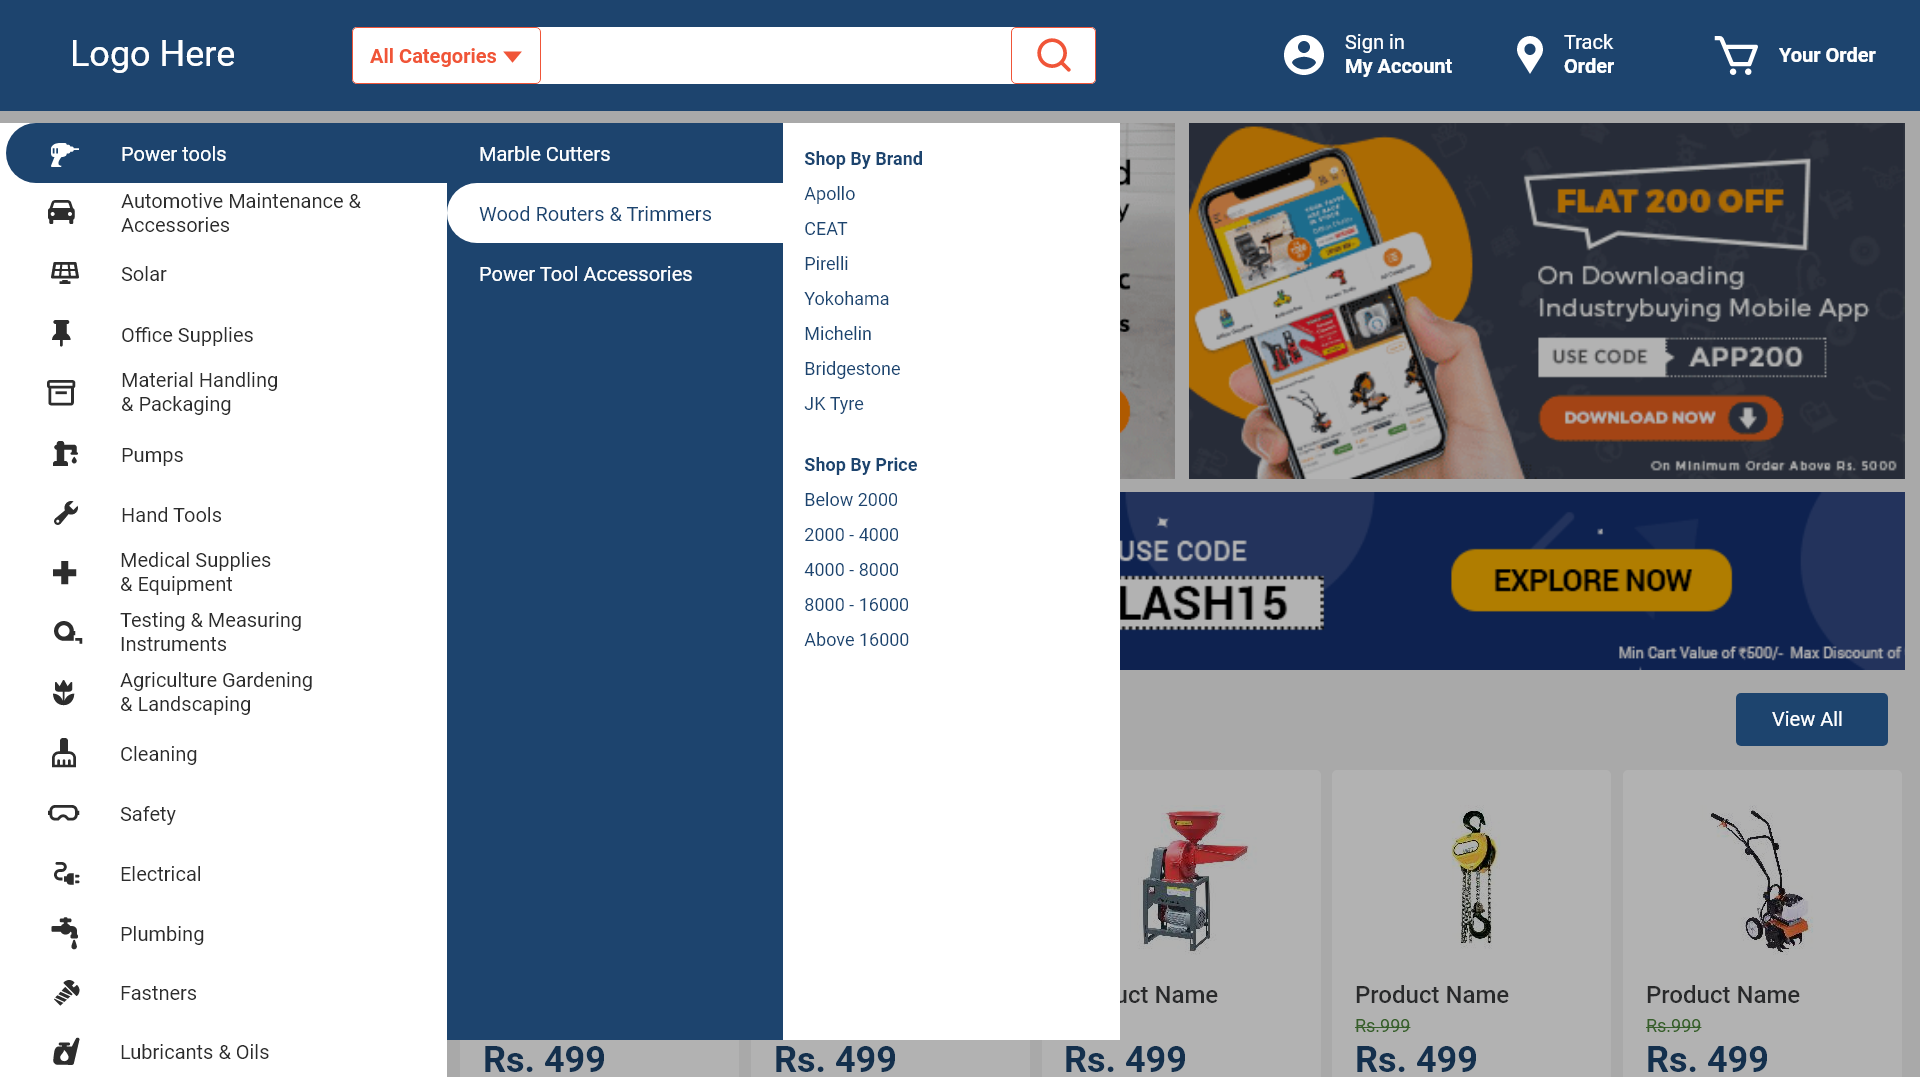 Logo Here
All Categories
Sign in
My Account
Track
Order
Your Order
Power tools
Automotive Maintenance &
Accessories
Solar
Office Supplies
Material Handling
& Packaging
Pumps
Hand Tools
Medical Supplies
& Equipment
Testing & Measuring
Instruments
Agriculture Gardening
& Landscaping
Cleaning
Safety
Electrical
Plumbing
Fastners
Lubricants & Oils
Marble Cutters
Wood Routers & Trimmers
Power Tool Accessories
Shop By Brand
Apollo
CEAT
Pirelli
Yokohama
Michelin
Bridgestone
JK Tyre
Shop By Price
Below 2000
2000 - 4000
4000 - 8000
8000 - 16000
Above 16000
FLAT 200 OFF
On Downloading
Industrybuying Mobile App
USE CODE APP200
DOWNLOAD NOW
On Minimum Order Above Rs. 5000
USE CODE
LASH15
EXPLORE NOW
Min Cart Value of ₹500/- Max Discount of
View All
uct Name
Product Name
Product Name
Rs.999
Rs.999
Rs. 499
Rs. 499
Rs. 499
Rs. 499
Rs. 499